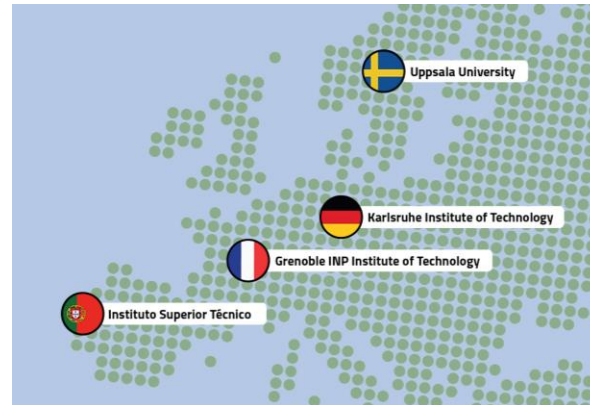 Uppsala University
Karlsruhe Institute of Technology
Grenoble INP Institute of Technology
Instituto Superior Técnico